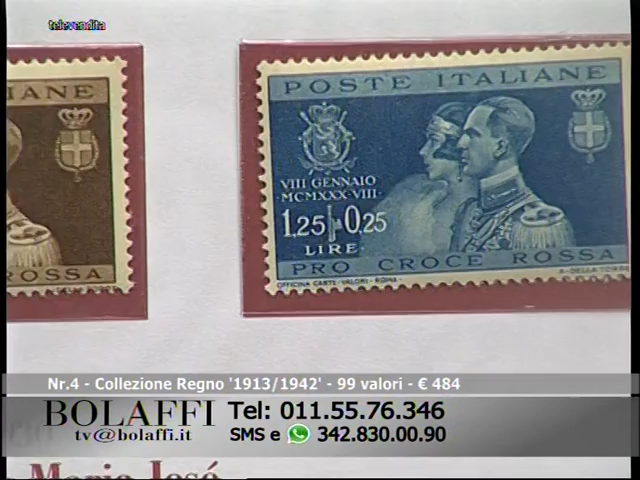 televendita
IANE
ROSSA
POSTE ITALIANE
VIII GENNAIO
·MCMXXX·VIII·
1,25+0,25
LIRE
PRO CROCE ROSSA
OFFICINA CARTE-VALORI-ROMA-
A-DELLA TORRE
Nr.4 - Collezione Regno '1913/1942' - 99 valori - € 484
BOLAFFI
tv@bolaffi.it
Tel: 011.55.76.346
SMS e 342.830.00.90
Maria José